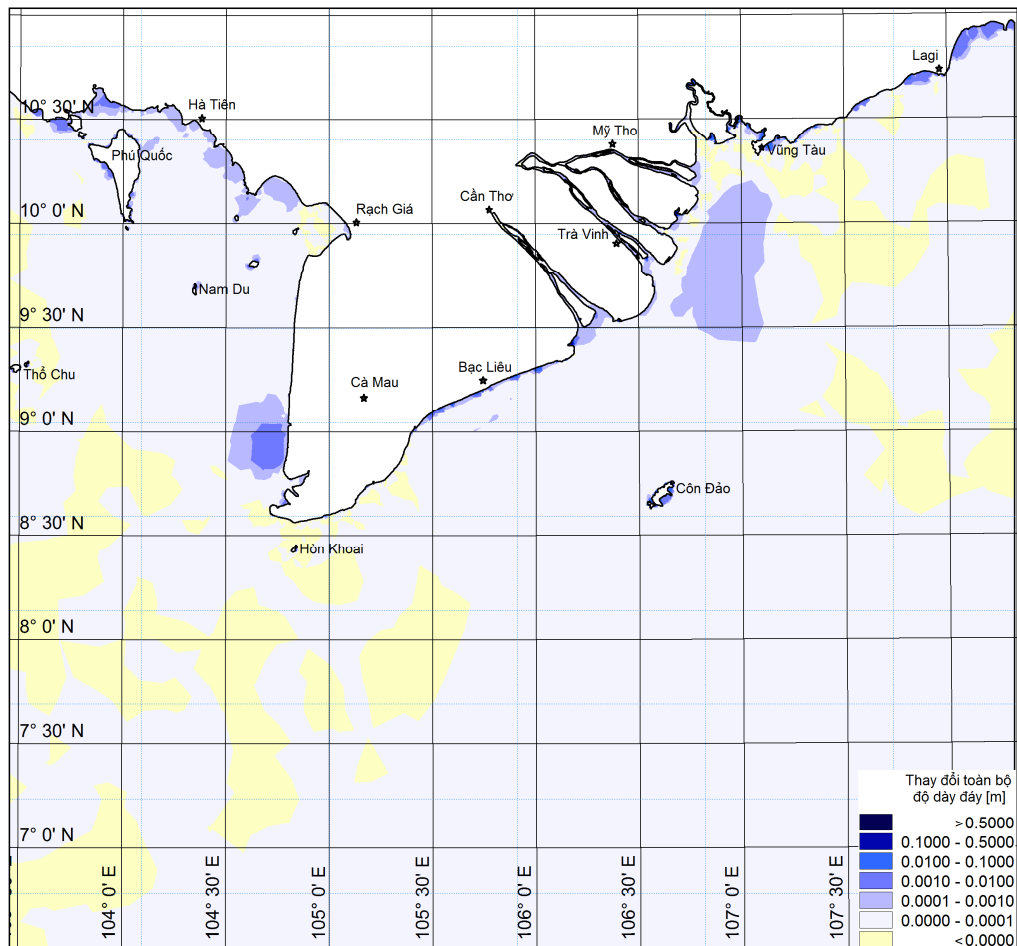 Lagi
10° 30' N
Hà Tiên
Mỹ Tho
Phú Quốc
Vũng Tàu
Cần Thơ
10° 0' N
Rạch Giá
Trà Vinh
Nam Du
9° 30' N
Thổ Chu
Bạc Liêu
Cà Mau
9° 0' N
Côn Đảo
8° 30' N
Hòn Khoai
8° 0' N
7° 30' N
7° 0' N
104° 0' E
104° 30' E
105° 0' E
105° 30' E
106° 0' E
106° 30' E
107° 0' E
107° 30' E
Thay đổi toàn bộ
độ dày đáy [m]
>0.5000
0.1000 - 0.5000
0.0100 - 0.1000
0.0010 - 0.0100
0.0001 - 0.0010
0.0000 - 0.0001
<0.0000